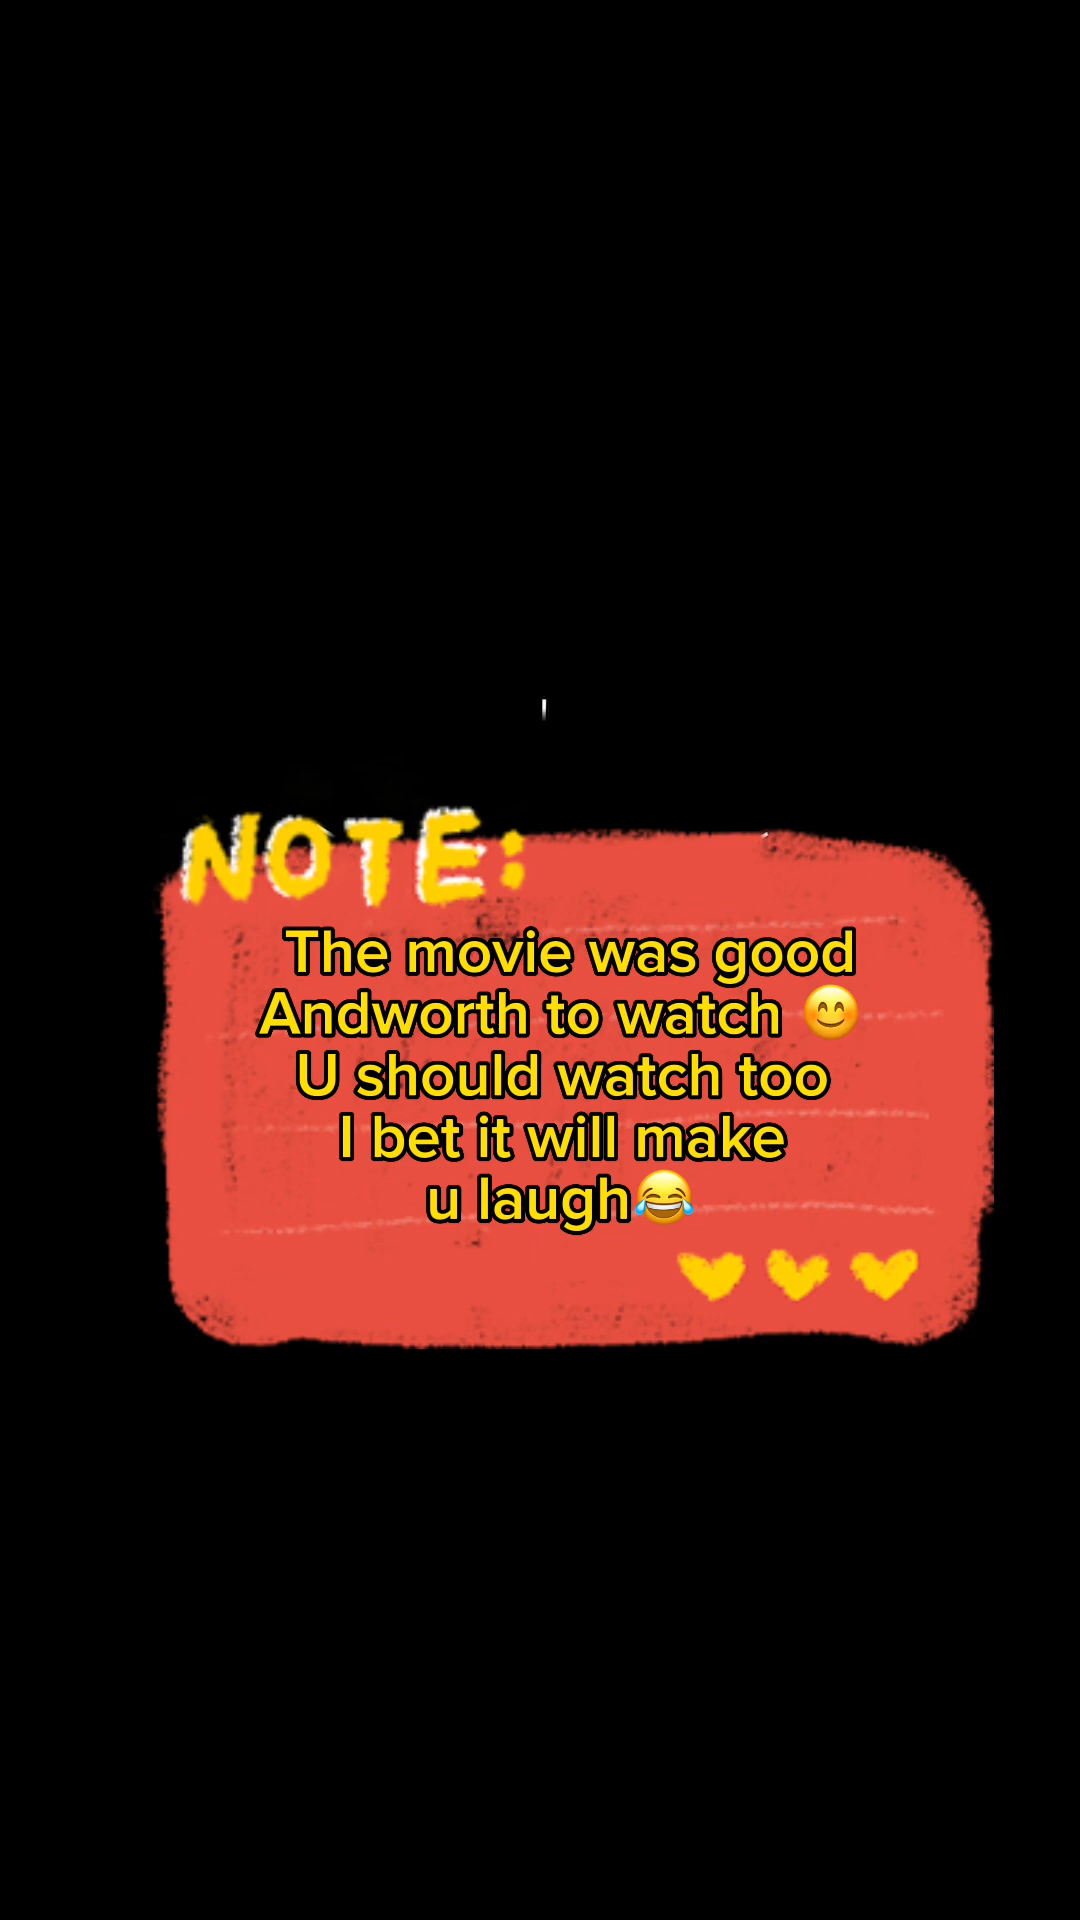 NOTE:
The movie was good
Andworth to watch 😊
U should watch too
I bet it will make
u laugh😂